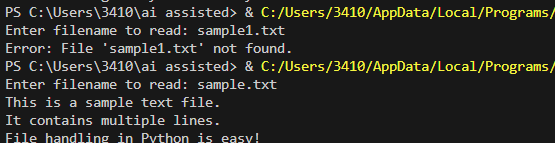 PS C:\Users\3410\ai assisted> & C:/Users/3410/AppData/Local/Programs/
Enter filename to read: sample1.txt
Error: File 'sample1.txt' not found.
PS C:\Users\3410\ai assisted> & C:/Users/3410/AppData/Local/Programs/
Enter filename to read: sample.txt
This is a sample text file.
It contains multiple lines.
File handling in Python is easy!